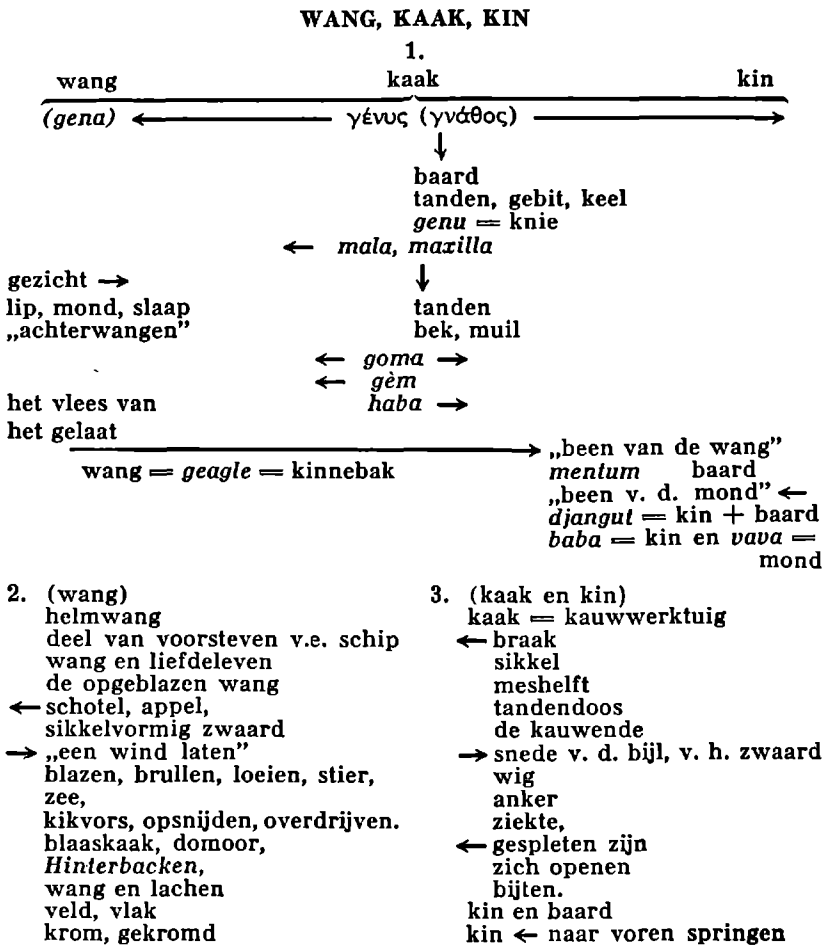 WANG, KAAK, KIN
1.
wang kaak kin
(gena) ← γένυς (γνάθος) →
↓
baard
tanden, gebit, keel
genu = knie
← mala, maxilla
gezicht → ↓
lip, mond, slaap tanden
„achterwangen” bek, muil
← goma →
← gèm
het vlees van haba →
het gelaat
→ „been van de wang”
wang = geagle = kinnebak mentum baard
„been v. d. mond” ←
djangut = kin + baard
baba = kin en vava =
mond
2. (wang)
helmwang
deel van voorsteven v.e. schip
wang en liefdeleven
de opgeblazen wang
← schotel, appel,
sikkelvormig zwaard
→ „een wind laten”
blazen, brullen, loeien, stier,
zee,
kikvors, opsnijden, overdrijven.
blaaskaak, domoor,
Hinterbacken,
wang en lachen
veld, vlak
krom, gekromd
3. (kaak en kin)
kaak = kauwwerktuig
← braak
sikkel
meshelft
tandendoos
de kauwende
→ snede v. d. bijl, v. h. zwaard
wig
anker
ziekte,
← gespleten zijn
zich openen
bijten.
kin en baard
kin ← naar voren springen